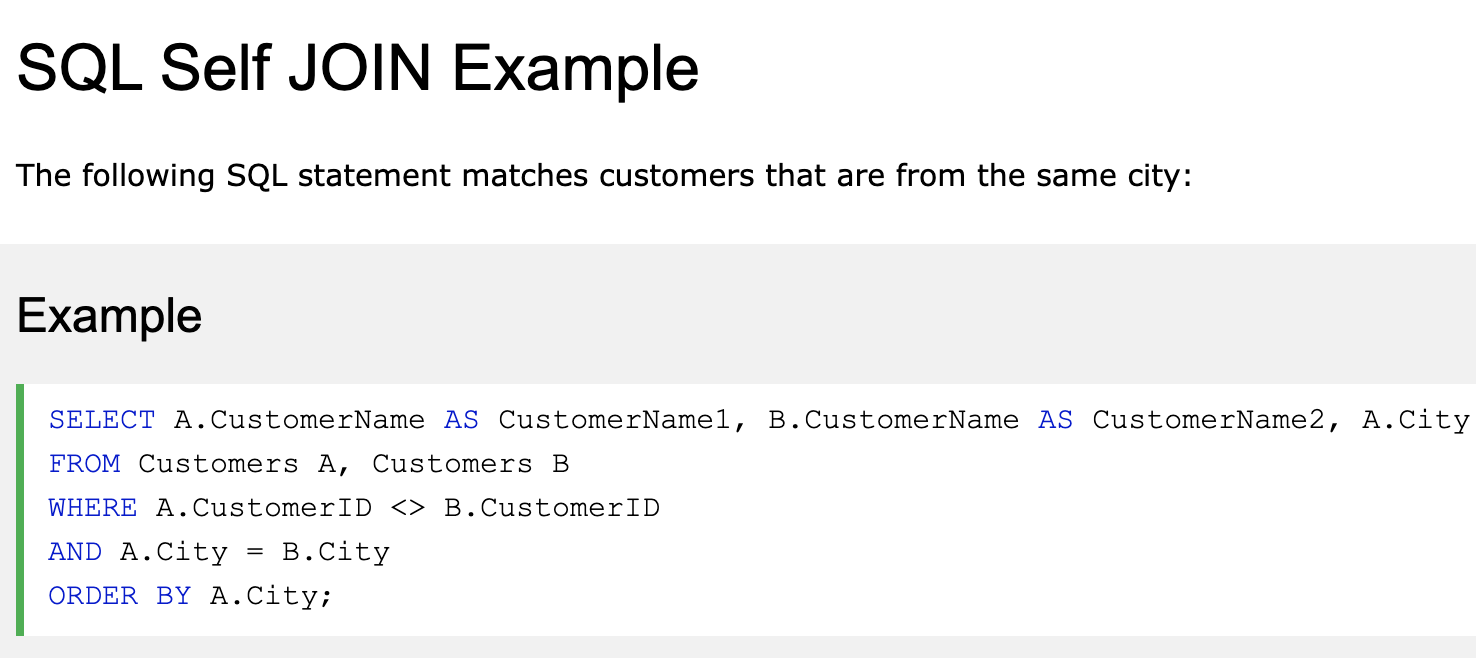 SQL Self JOIN Example
The following SQL statement matches customers that are from the same city:
Example
SELECT A.CustomerName AS CustomerName1, B.CustomerName AS CustomerName2, A.City
FROM Customers A, Customers B
WHERE A.CustomerID <> B.CustomerID
AND A.City = B.City
ORDER BY A.City;